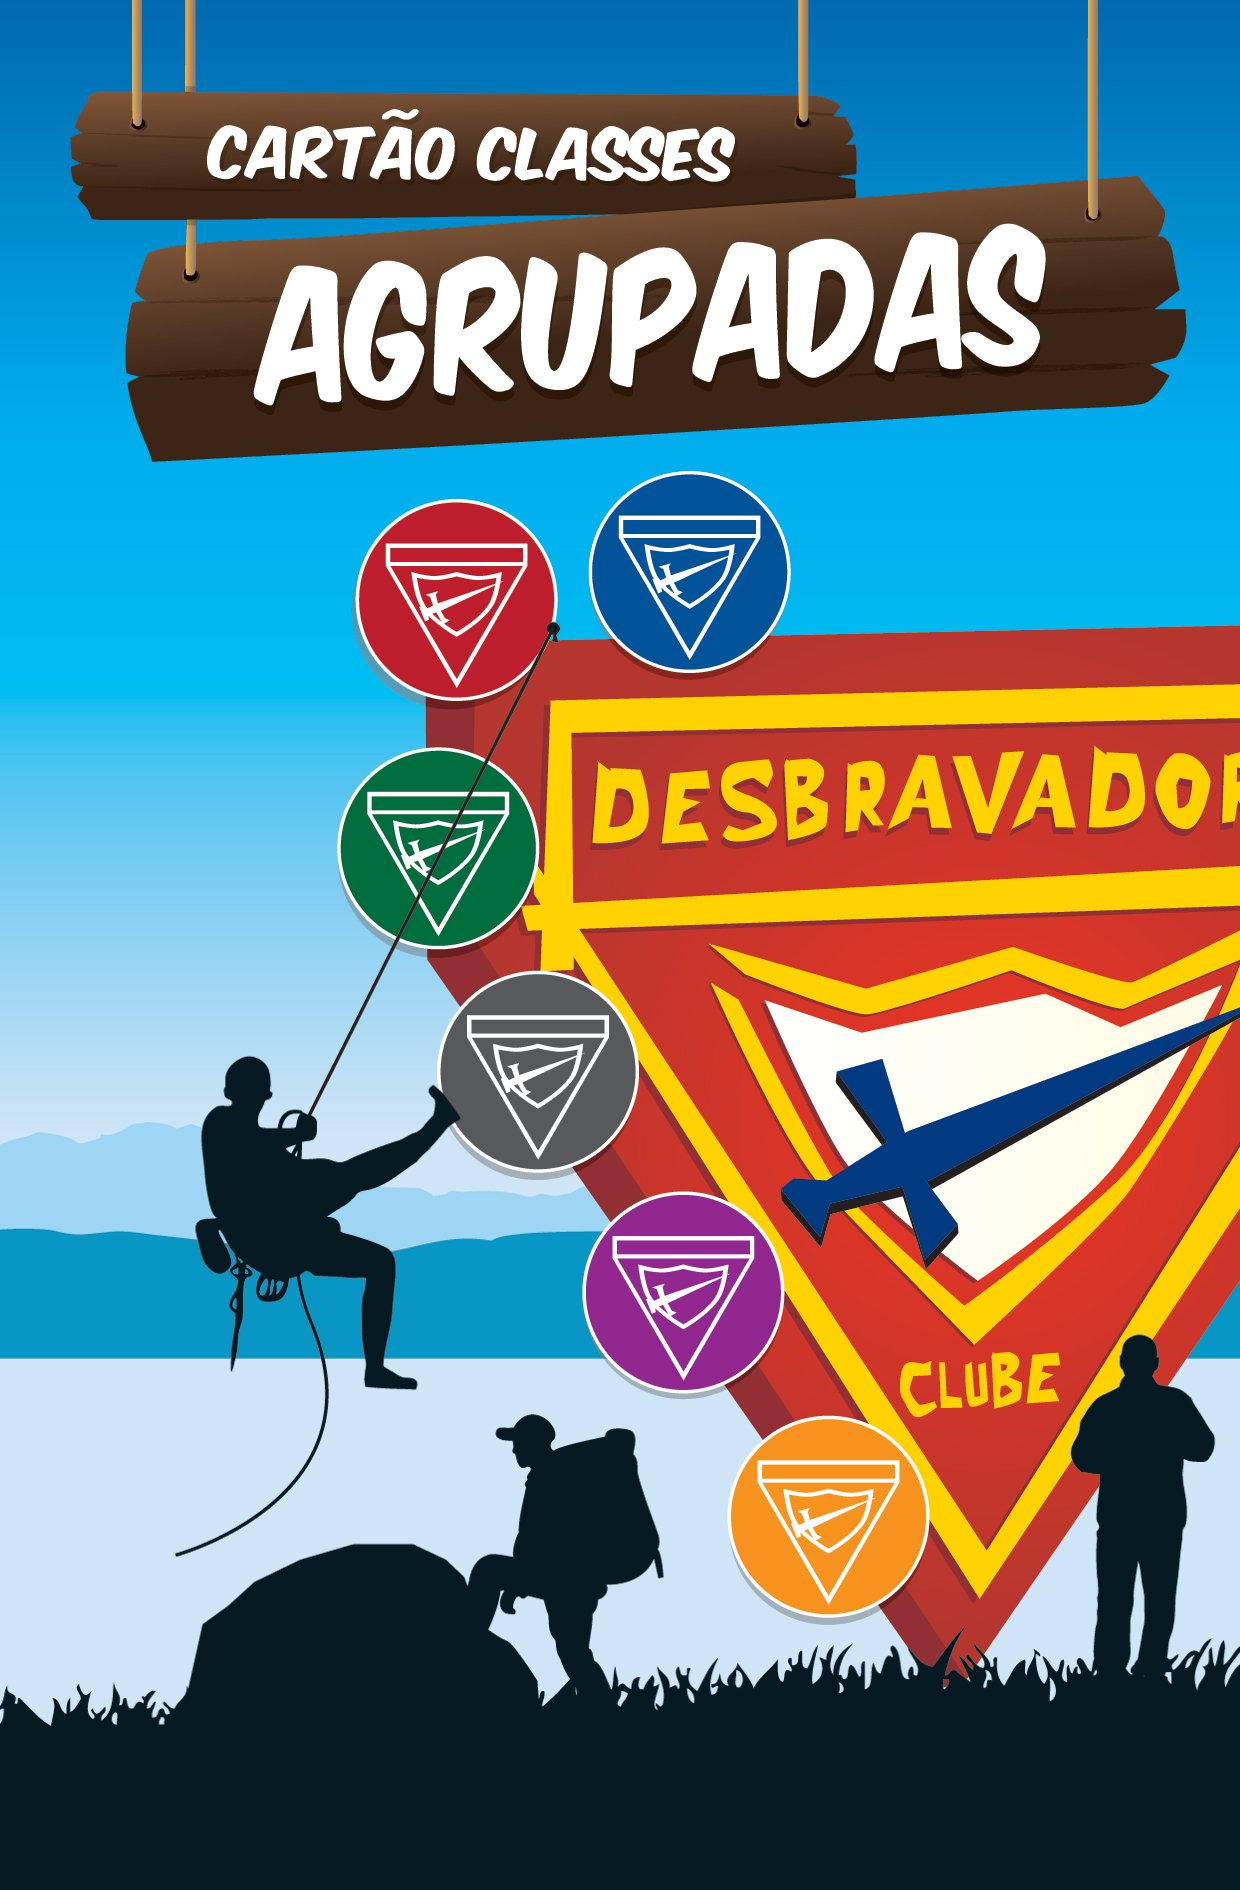 CARTÃO CLASSES
AGRUPADAS
DESBRAVADOR
CLUBE